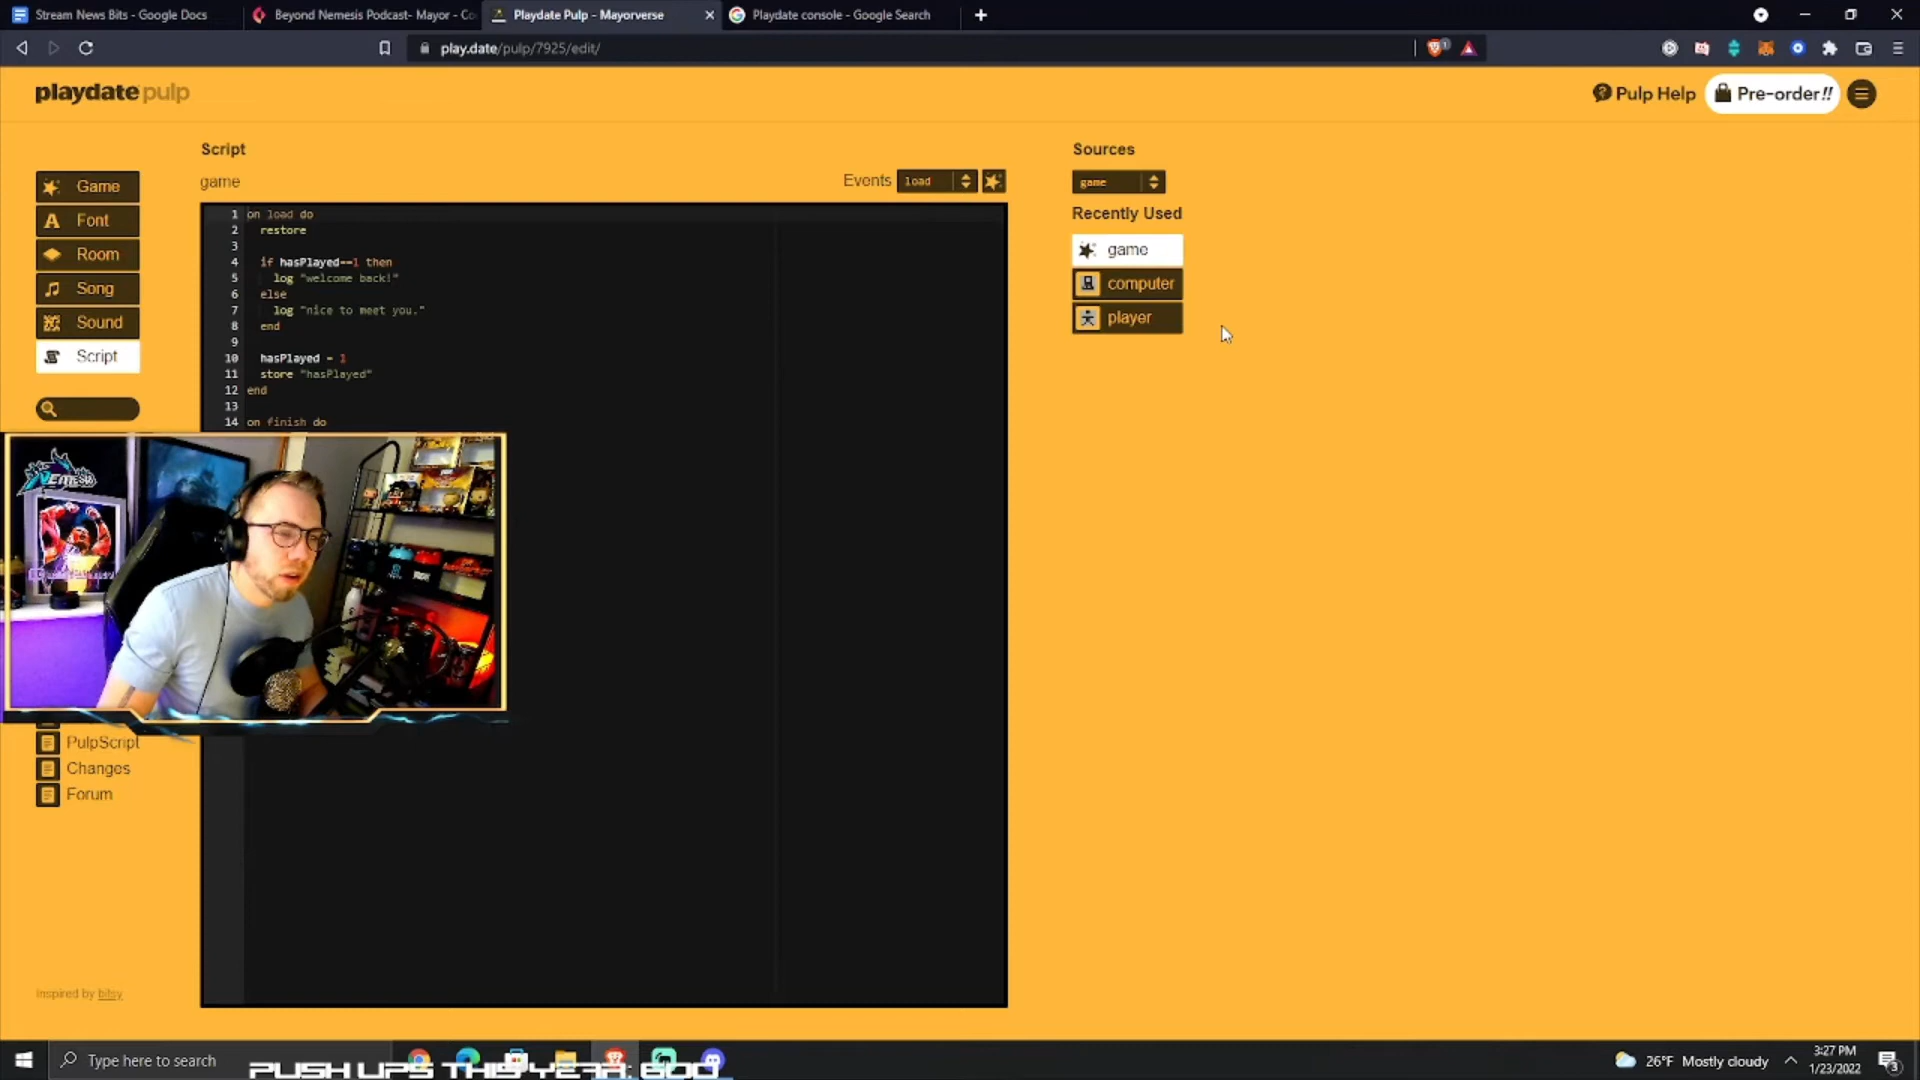 Stream News Bits - Google Docs
Beyond Nemesis Podcast- Mayor - Co
Playdate Pulp - Mayorverse
Playdate console - Google Search
play.date/pulp/7925/edit/
playdate pulp
Pulp Help
Pre-order!!
Script
Sources
game
Events
load
game
Recently Used
Game
Font
Room
Song
Sound
Script
game
computer
player
1 on load do
2 restore
3
4 if hasPlayed==1 then
5 log "welcome back!"
6 else
7 log "nice to meet you."
8 end
9
10 hasPlayed = 1
11 store "hasPlayed"
12 end
13
14 on finish do
NEMESIS
PulpScript
Changes
Forum
Inspired by bitsy
Type here to search
PUSH UPS THIS YEAR: 600
26°F Mostly cloudy
3:27 PM
1/23/2022
3